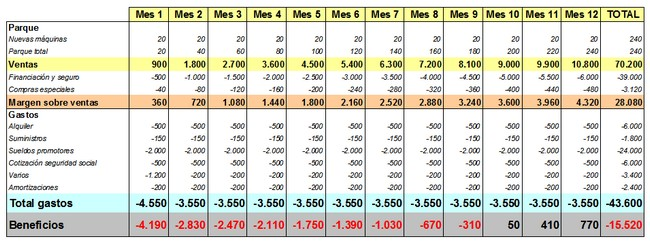 Mes 1 Mes 2 Mes 3 Mes 4 Mes 5 Mes 6 Mes 7 Mes 8 Mes 9 Mes 10 Mes 11 Mes 12 TOTAL
Parque
Nuevas máquinas 20 20 20 20 20 20 20 20 20 20 20 20 240
Parque total 20 40 60 80 100 120 140 160 180 200 220 240 240
Ventas 900 1.800 2.700 3.600 4.500 5.400 6.300 7.200 8.100 9.000 9.900 10.800 70.200
Financiación y seguro -500 -1.000 -1.500 -2.000 -2.500 -3.000 -3.500 -4.000 -4.500 -5.000 -5.500 -6.000 -39.000
Compras especiales -40 -80 -120 -160 -200 -240 -280 -320 -360 -400 -440 -480 -3.120
Margen sobre ventas 360 720 1.080 1.440 1.800 2.160 2.520 2.880 3.240 3.600 3.960 4.320 28.080
Gastos
Alquiler -500 -500 -500 -500 -500 -500 -500 -500 -500 -500 -500 -500 -6.000
Suministros -150 -150 -150 -150 -150 -150 -150 -150 -150 -150 -150 -150 -1.800
Sueldos promotores -2.000 -2.000 -2.000 -2.000 -2.000 -2.000 -2.000 -2.000 -2.000 -2.000 -2.000 -2.000 -24.000
Cotización seguridad social -500 -500 -500 -500 -500 -500 -500 -500 -500 -500 -500 -500 -6.000
Varios -1.200 -200 -200 -200 -200 -200 -200 -200 -200 -200 -200 -200 -3.400
Amortizaciones -200 -200 -200 -200 -200 -200 -200 -200 -200 -200 -200 -200 -2.400
Total gastos -4.550 -3.550 -3.550 -3.550 -3.550 -3.550 -3.550 -3.550 -3.550 -3.550 -3.550 -3.550 -43.600
Beneficios -4.190 -2.830 -2.470 -2.110 -1.750 -1.390 -1.030 -670 -310 50 410 770 -15.520